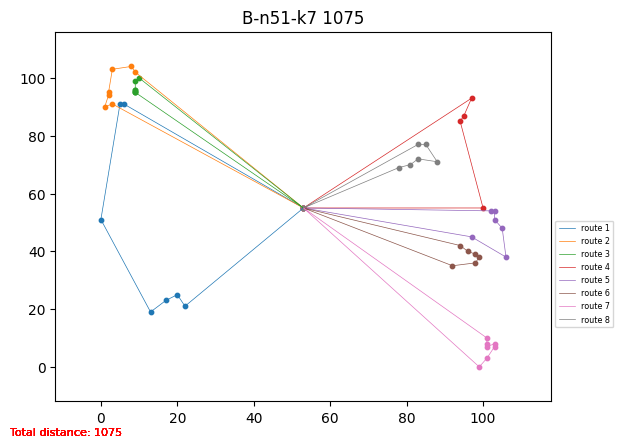 B-n51-k7 1075
100
80
60
40
20
0
0 20 40 60 80 100
route 1
route 2
route 3
route 4
route 5
route 6
route 7
route 8
Total distance: 1075